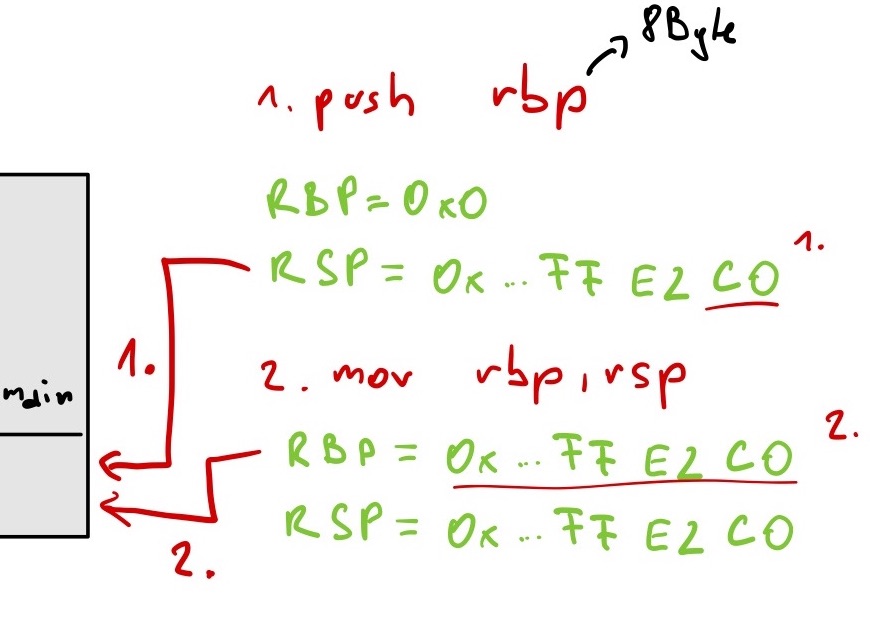 8Byte
1. push rbp
RBP = 0x0
RSP = 0x ... FF E2 C0
1.
1.
2. mov rbp, rsp
main
RBP = 0x ... FF E2 C0
2.
RSP = 0x ... FF E2 C0
2.